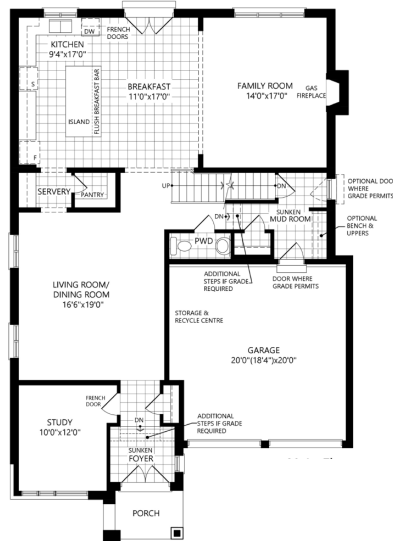 KITCHEN
9'4"x17'0"
DW
FRENCH
DOORS
BREAKFAST
11'0"x17'0"
FAMILY ROOM
14'0"x17'0"
GAS
FIREPLACE
S
ISLAND
FLUSH BREAKFAST BAR
F
SERVERY
PANTRY
UP
DN
OPTIONAL DOO
WHERE
GRADE PERMITS
SUNKEN
MUD ROOM
OPTIONAL
BENCH &
UPPERS
DN
PWD
LIVING ROOM/
DINING ROOM
16'6"x19'0"
ADDITIONAL
STEPS IF GRADE
REQUIRED
DOOR WHERE
GRADE PERMITS
STORAGE &
RECYCLE CENTRE
GARAGE
20'0"(18'4")x20'0"
STUDY
10'0"x12'0"
FRENCH
DOOR
DN
ADDITIONAL
STEPS IF GRADE
REQUIRED
SUNKEN
FOYER
PORCH